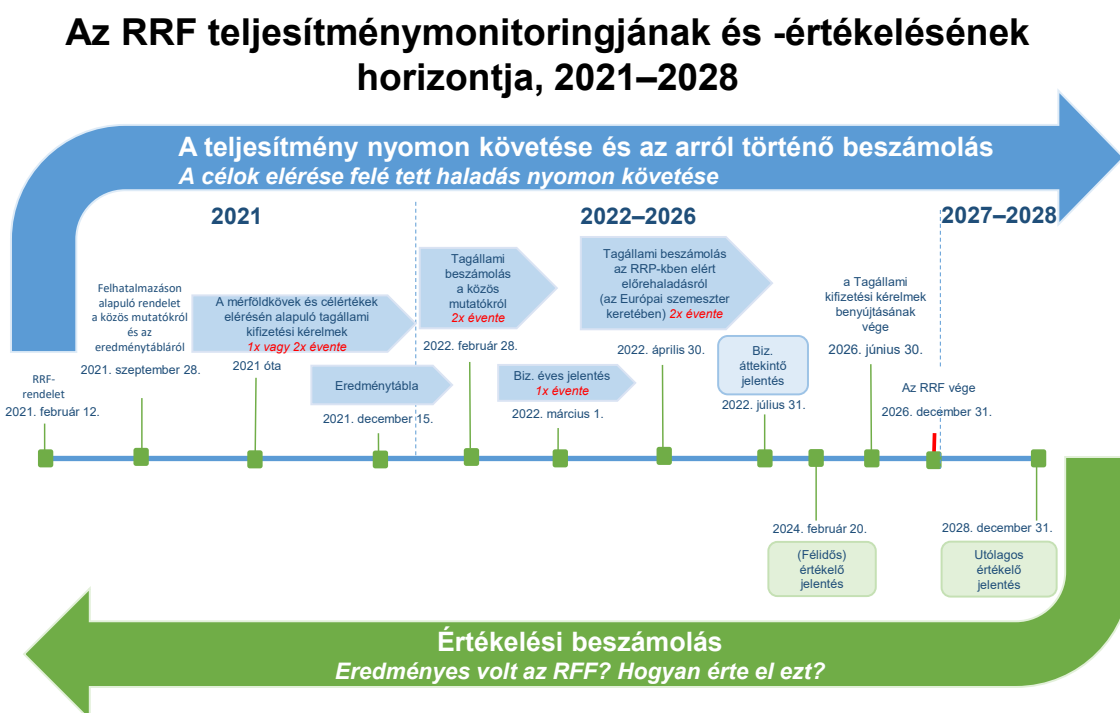 Az RRF teljesítménymonitoringjának és -értékelésének
horizontja, 2021–2028
A teljesítmény nyomon követése és az arról történő beszámolás
A célok elérése felé tett haladás nyomon követése
2021
2022–2026
2027–2028
RRF-
rendelet
2021. február 12.
Felhatalmazáson
alapuló rendelet
a közös mutatókról
és az
eredménytábláról
2021. szeptember 28.
A mérföldkövek és célértékek
elérésén alapuló tagállami
kifizetési kérelmek
1x vagy 2x évente
2021 óta
Eredménytábla
2021. december 15.
Tagállami
beszámolás
a közös
mutatókról
2x évente
2022. február 28.
Biz. éves jelentés
1x évente
2022. március 1.
Tagállami beszámolás
az RRP-kben elért
előrehaladásról
(az Európai szemeszter
keretében) 2x évente
2022. április 30.
Biz.
áttekintő
jelentés
2022. július 31.
a Tagállami
kifizetési kérelmek
benyújtásának
vége
2026. június 30.
Az RRF vége
2026. december 31.
2024. február 20.
(Félidős)
értékelő
jelentés
2028. december 31.
Utólagos
értékelő
jelentés
Értékelési beszámolás
Eredményes volt az RFF? Hogyan érte el ezt?